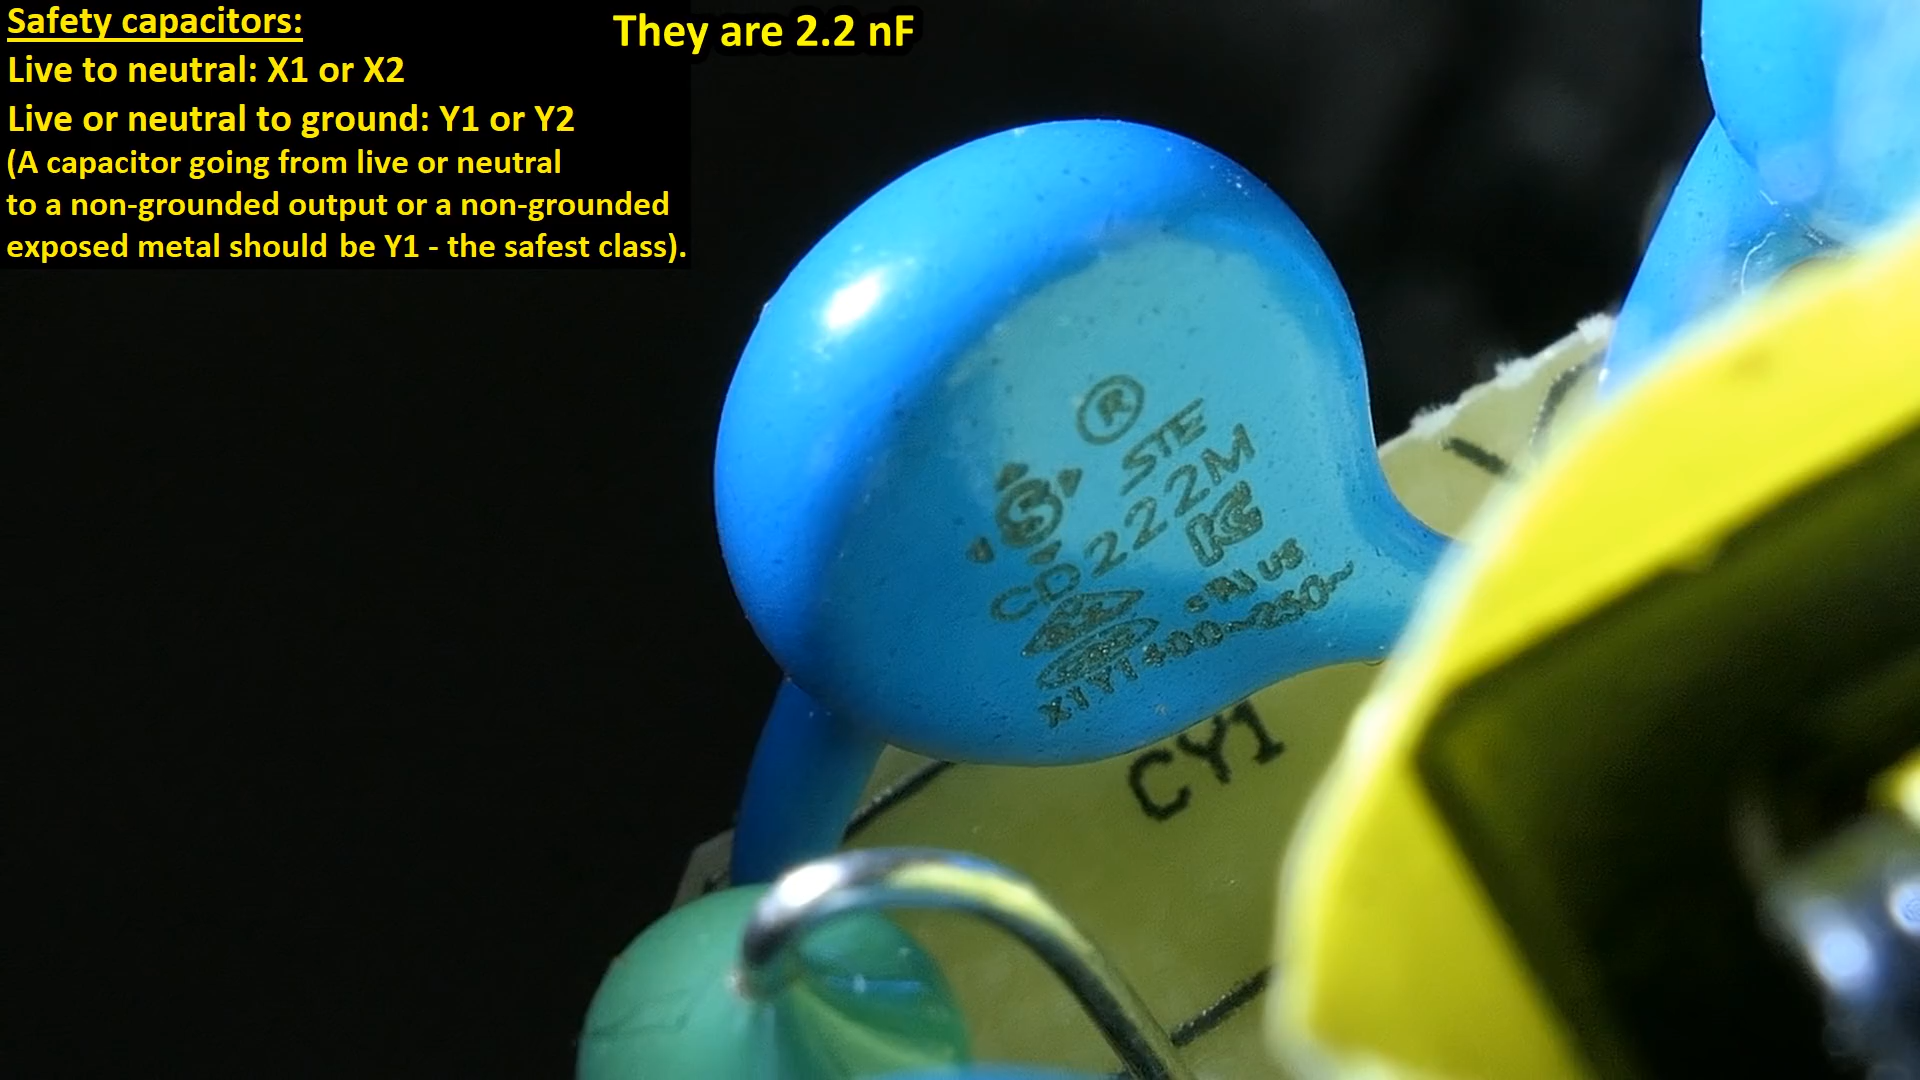 Safety capacitors:
Live to neutral: X1 or X2
Live or neutral to ground: Y1 or Y2
(A capacitor going from live or neutral
to a non-grounded output or a non-grounded
exposed metal should be Y1 - the safest class).
They are 2.2 nF
®
STE
CD222M
X1Y1 400~250~
CY1